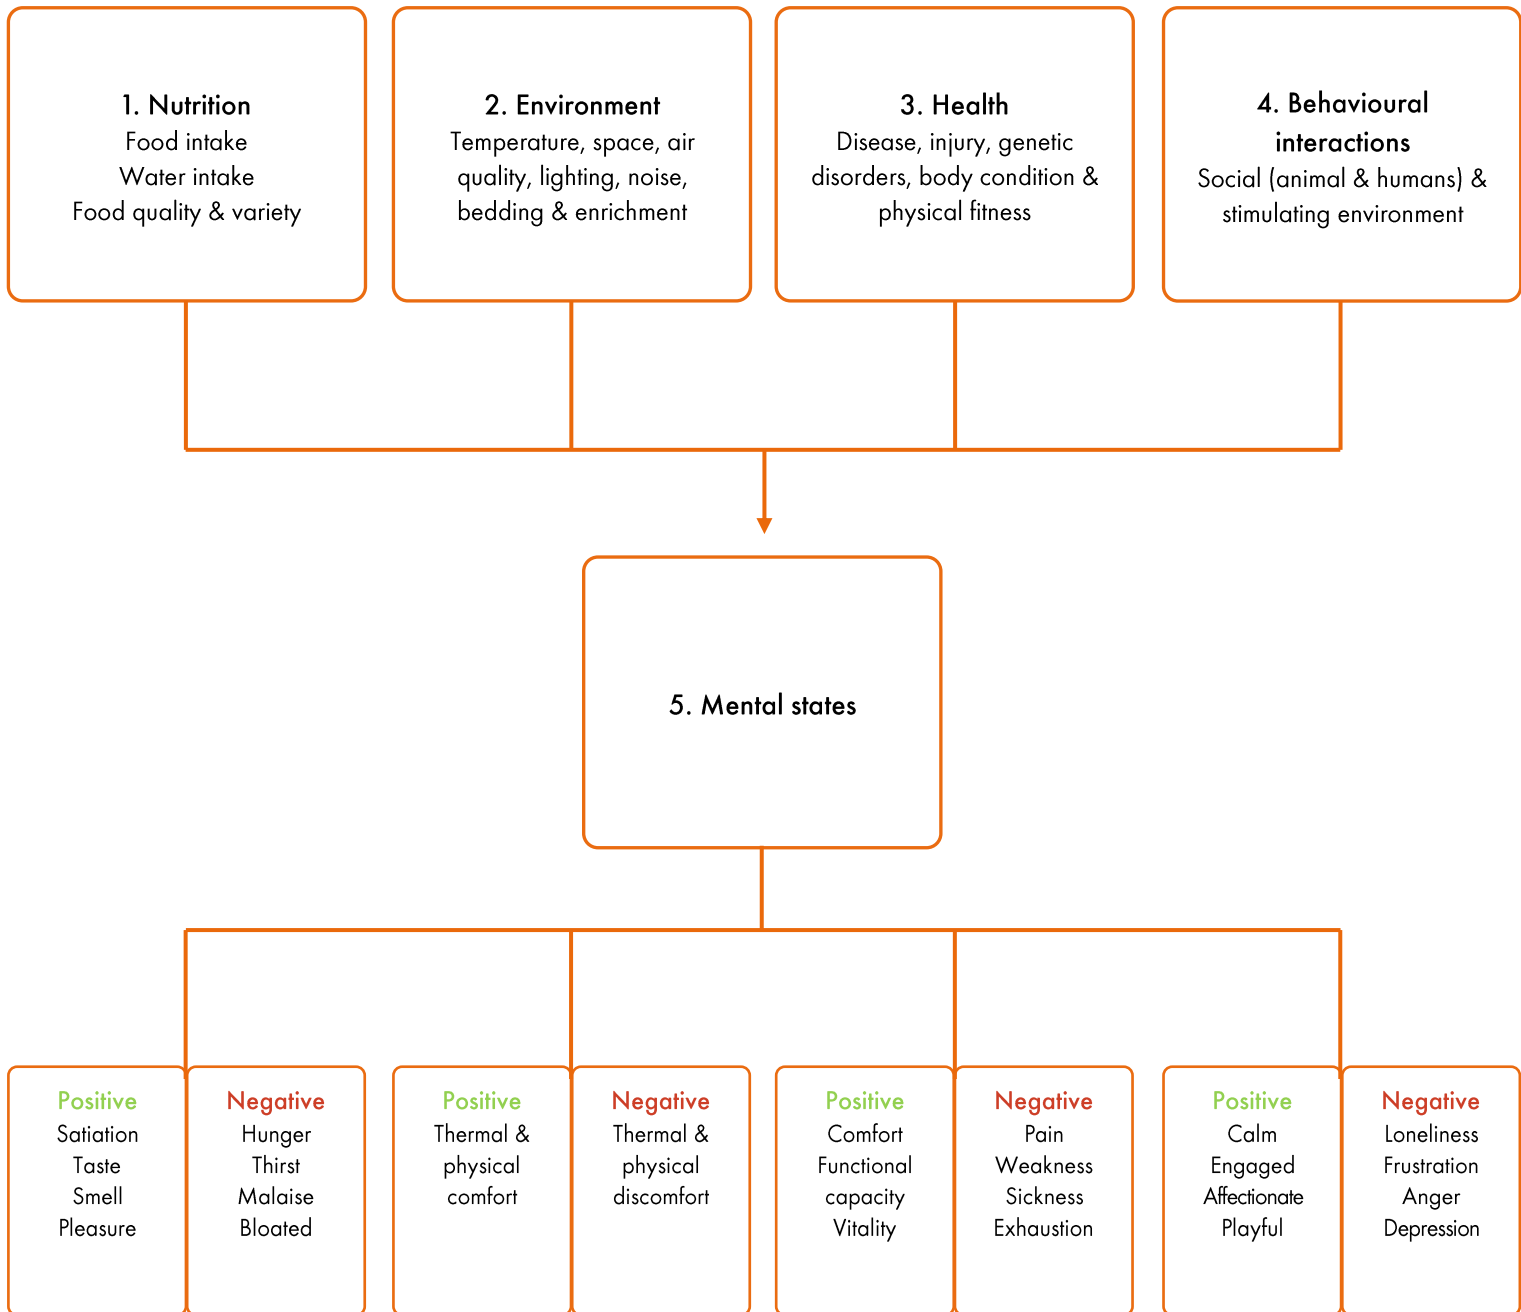 1. Nutrition
Food intake
Water intake
Food quality & variety
2. Environment
Temperature, space, air
quality, lighting, noise,
bedding & enrichment
3. Health
Disease, injury, genetic
disorders, body condition &
physical fitness
4. Behavioural
interactions
Social (animal & humans) &
stimulating environment
5. Mental states
Positive
Satiation
Taste
Smell
Pleasure
Negative
Hunger
Thirst
Malaise
Bloated
Positive
Thermal &
physical
comfort
Negative
Thermal &
physical
discomfort
Positive
Comfort
Functional
capacity
Vitality
Negative
Pain
Weakness
Sickness
Exhaustion
Positive
Calm
Engaged
Affectionate
Playful
Negative
Loneliness
Frustration
Anger
Depression